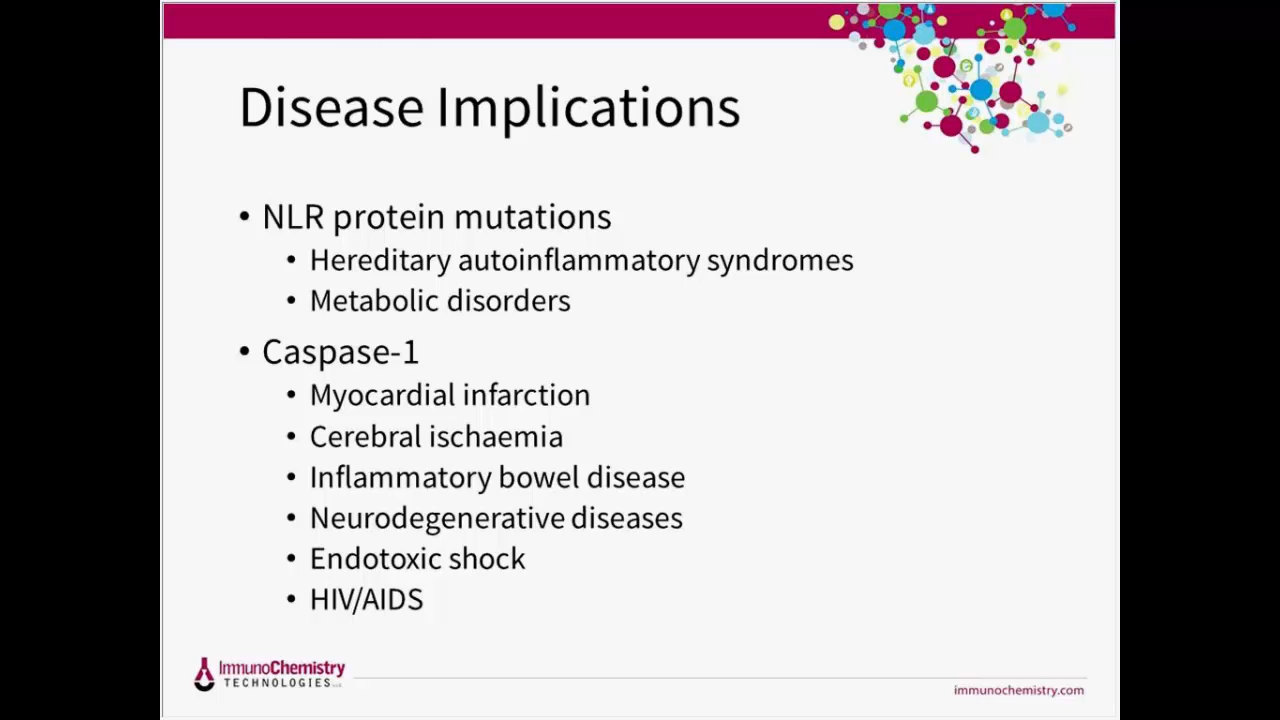 Disease Implications
• NLR protein mutations
• Hereditary autoinflammatory syndromes
• Metabolic disorders
• Caspase-1
• Myocardial infarction
• Cerebral ischaemia
• Inflammatory bowel disease
• Neurodegenerative diseases
• Endotoxic shock
• HIV/AIDS
ImmunoChemistry
TECHNOLOGIES
immunochemistry.com